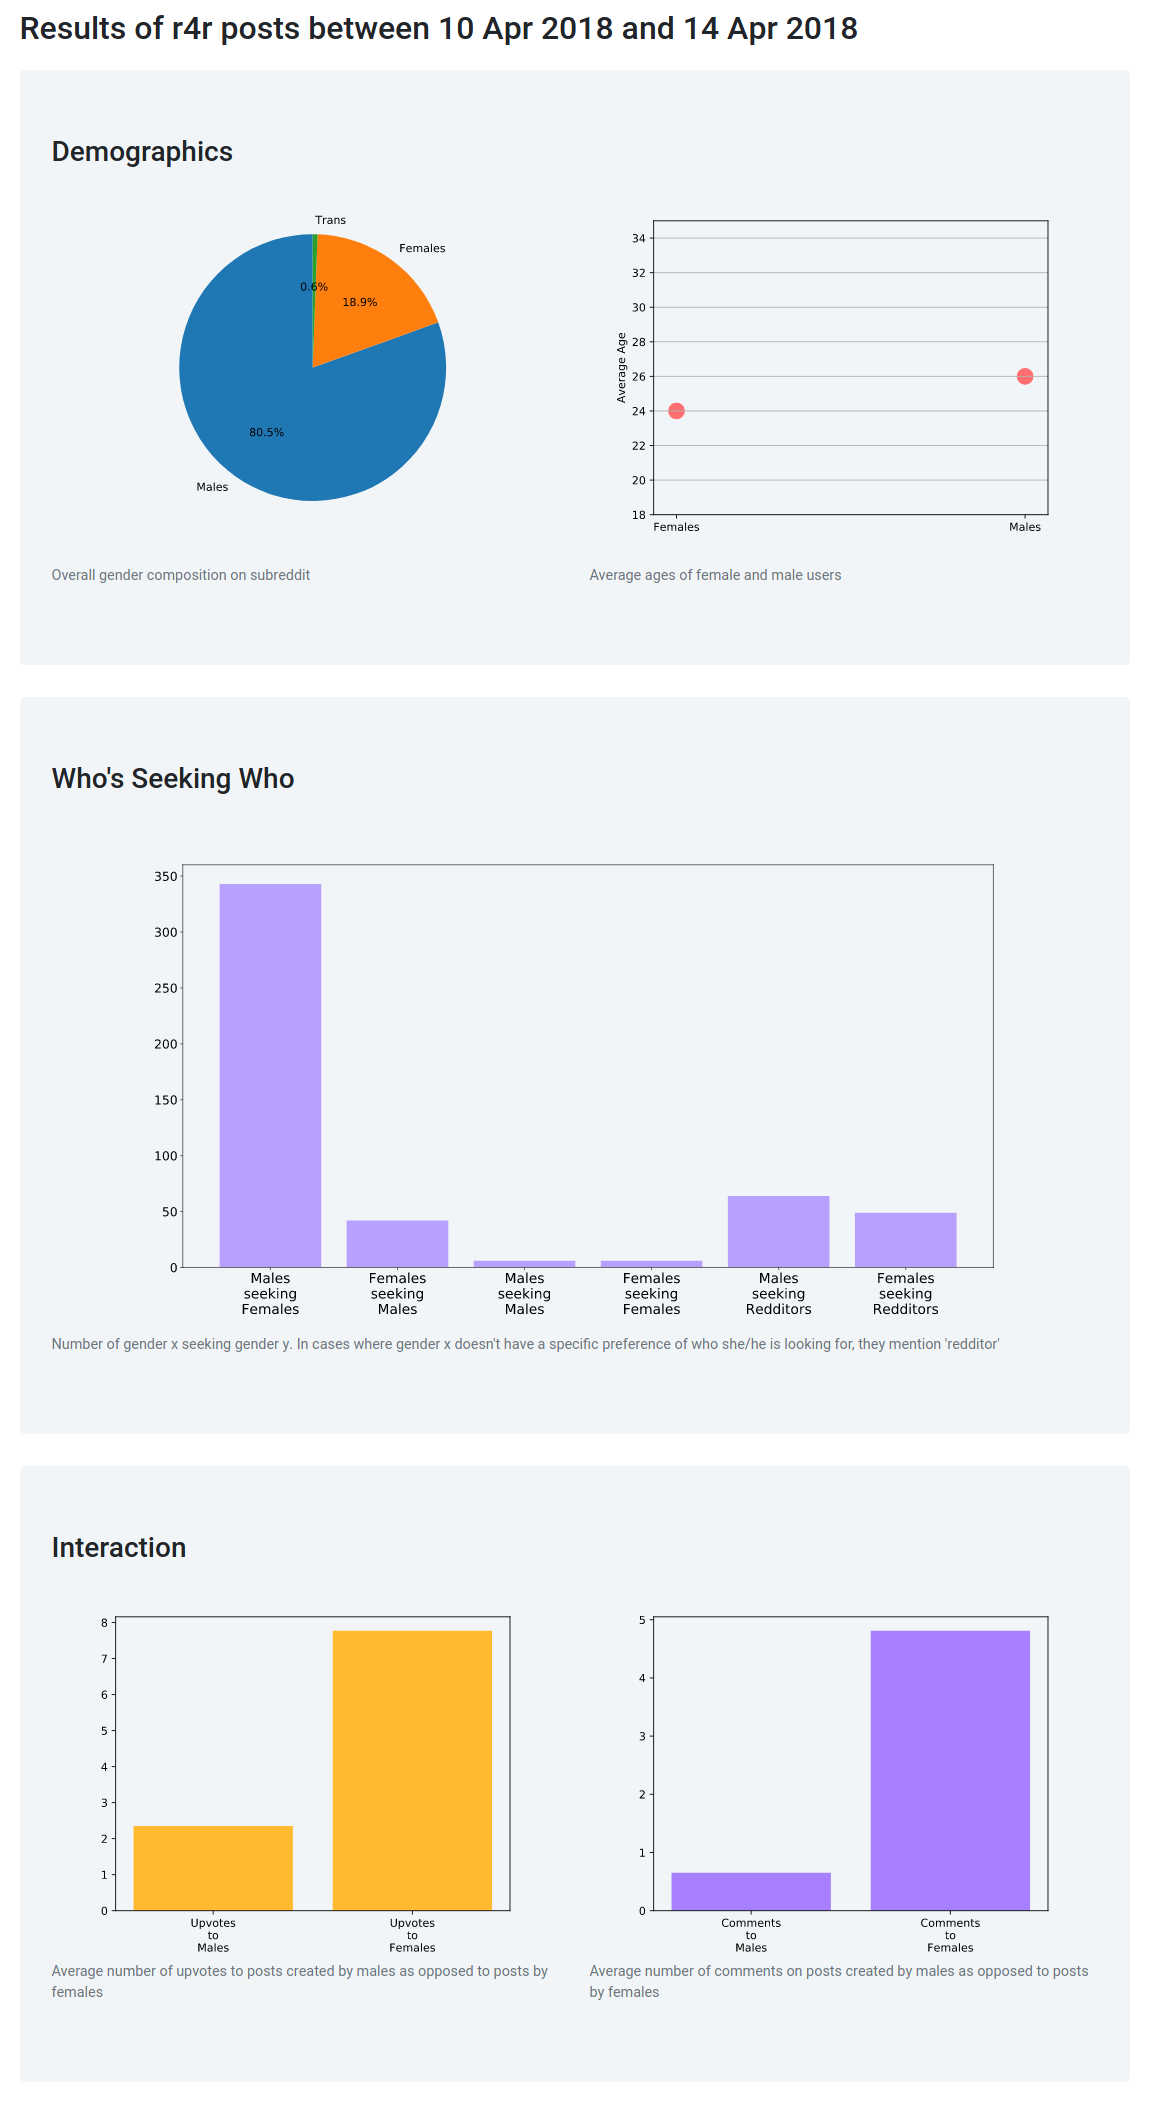 Results of r4r posts between 10 Apr 2018 and 14 Apr 2018
Demographics
Trans
Females
0.6%
18.9%
80.5%
Males
Overall gender composition on subreddit
34
32
30
28
26
24
22
20
18
Average Age
Females
Males
Average ages of female and male users
Who's Seeking Who
350
300
250
200
150
100
50
0
Males
seeking
Females
Females
seeking
Males
Males
seeking
Males
Females
seeking
Females
Males
seeking
Redditors
Females
seeking
Redditors
Number of gender x seeking gender y. In cases where gender x doesn't have a specific preference of who she/he is looking for, they mention 'redditor'
Interaction
8
7
6
5
4
3
2
1
0
Upvotes
to
Males
Upvotes
to
Females
Average number of upvotes to posts created by males as opposed to posts by
females
5
4
3
2
1
0
Comments
to
Males
Comments
to
Females
Average number of comments on posts created by males as opposed to posts
by females